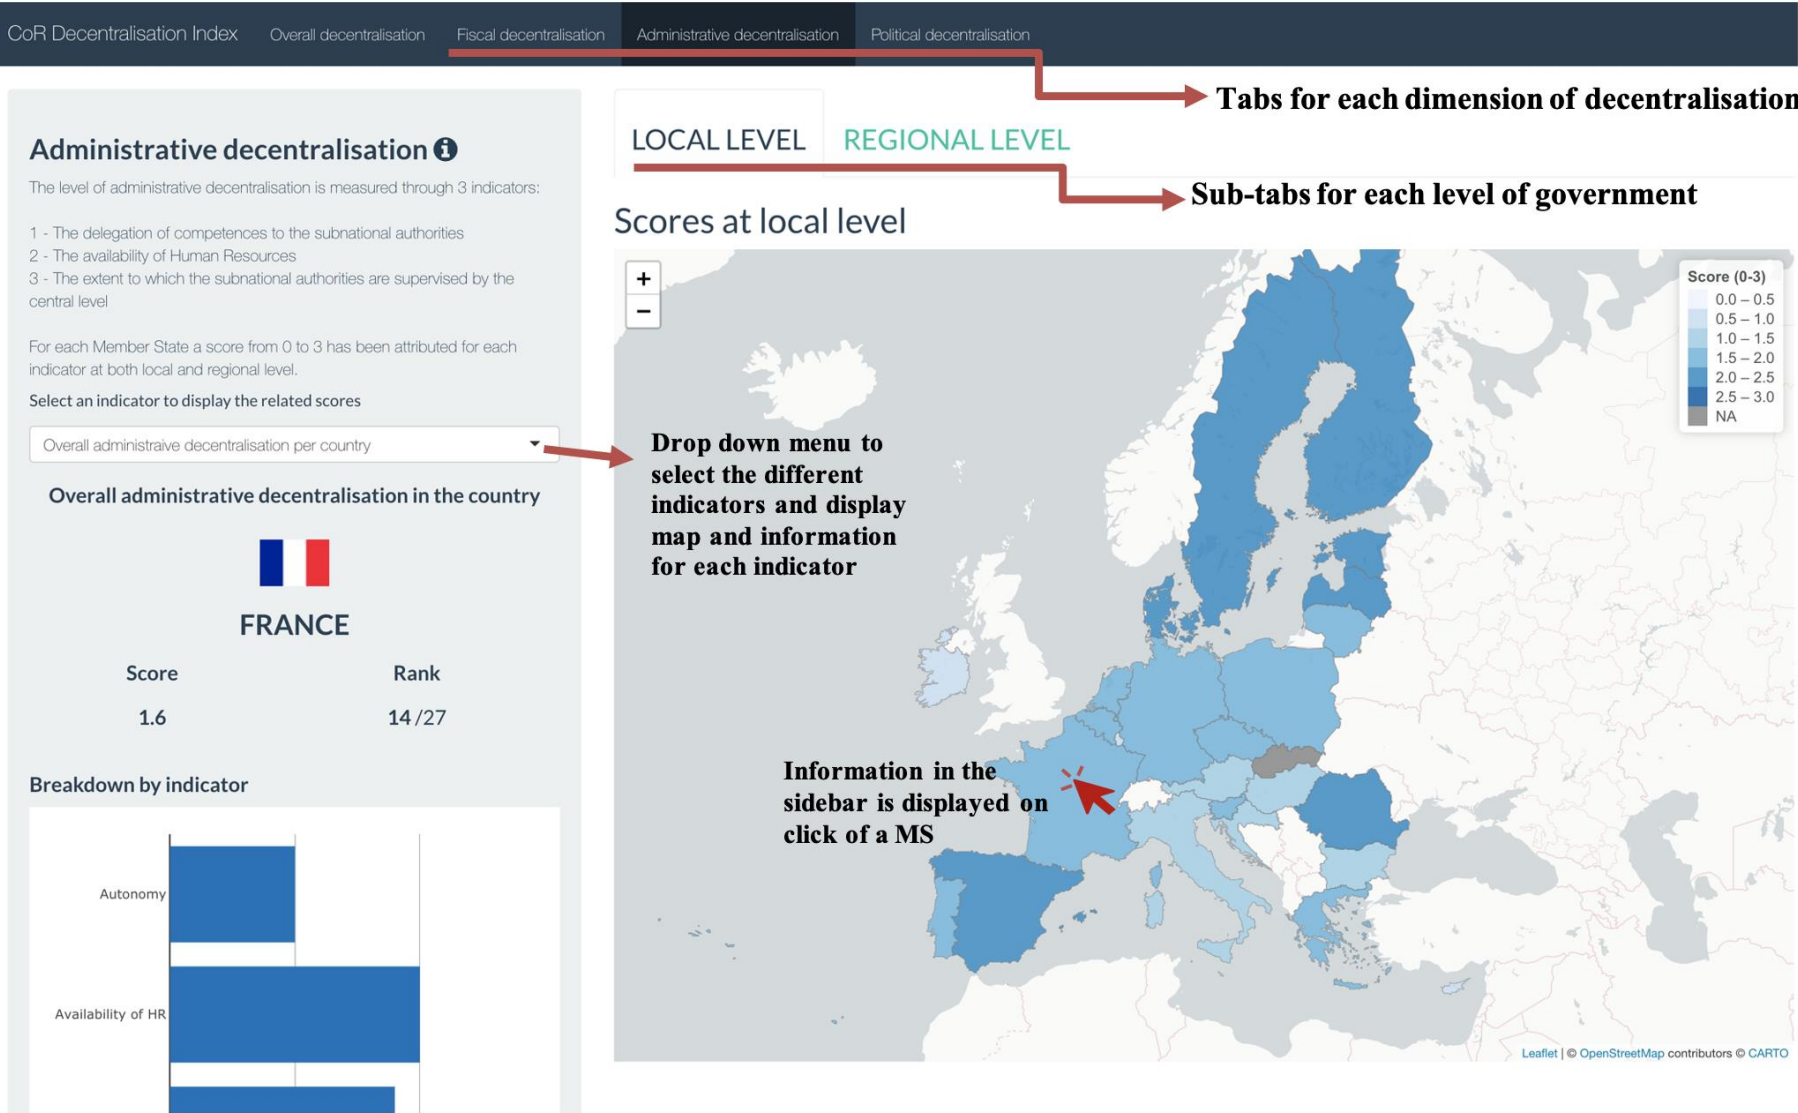 CoR Decentralisation Index Overall decentralisation Fiscal decentralisation Administrative decentralisation Political decentralisation
Tabs for each dimension of decentralisation
Administrative decentralisation
The level of administrative decentralisation is measured through 3 indicators:
1 - The delegation of competences to the subnational authorities
2 - The availability of Human Resources
3 - The extent to which the subnational authorities are supervised by the
central level
For each Member State a score from 0 to 3 has been attributed for each
indicator at both local and regional level.
Select an indicator to display the related scores
Overall administraive decentralisation per country
Overall administrative decentralisation in the country
FRANCE
Score Rank
1.6 14 /27
Breakdown by indicator
Autonomy
Availability of HR
LOCAL LEVEL REGIONAL LEVEL
Sub-tabs for each level of government
Scores at local level
+
−
Score (0-3)
0.0 – 0.5
0.5 – 1.0
1.0 – 1.5
1.5 – 2.0
2.0 – 2.5
2.5 – 3.0
NA
Drop down menu to
select the different
indicators and display
map and information
for each indicator
Information in the
sidebar is displayed on
click of a MS
Leaflet | © OpenStreetMap contributors © CARTO